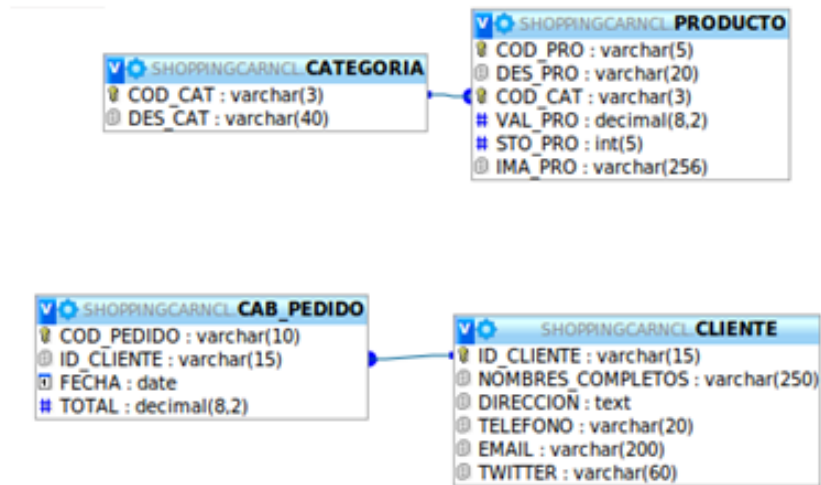 SHOPPINGCARNCL.PRODUCTO
COD_PRO : varchar(5)
DES_PRO : varchar(20)
COD_CAT : varchar(3)
VAL_PRO : decimal(8,2)
STO_PRO : int(5)
IMA_PRO : varchar(256)
SHOPPINGCARNCL.CATEGORIA
COD_CAT : varchar(3)
DES_CAT : varchar(40)
SHOPPINGCARNCL.CAB_PEDIDO
COD_PEDIDO : varchar(10)
ID_CLIENTE : varchar(15)
FECHA : date
TOTAL : decimal(8,2)
SHOPPINGCARNCL.CLIENTE
ID_CLIENTE : varchar(15)
NOMBRES_COMPLETOS : varchar(250)
DIRECCION : text
TELEFONO : varchar(20)
EMAIL : varchar(200)
TWITTER : varchar(60)